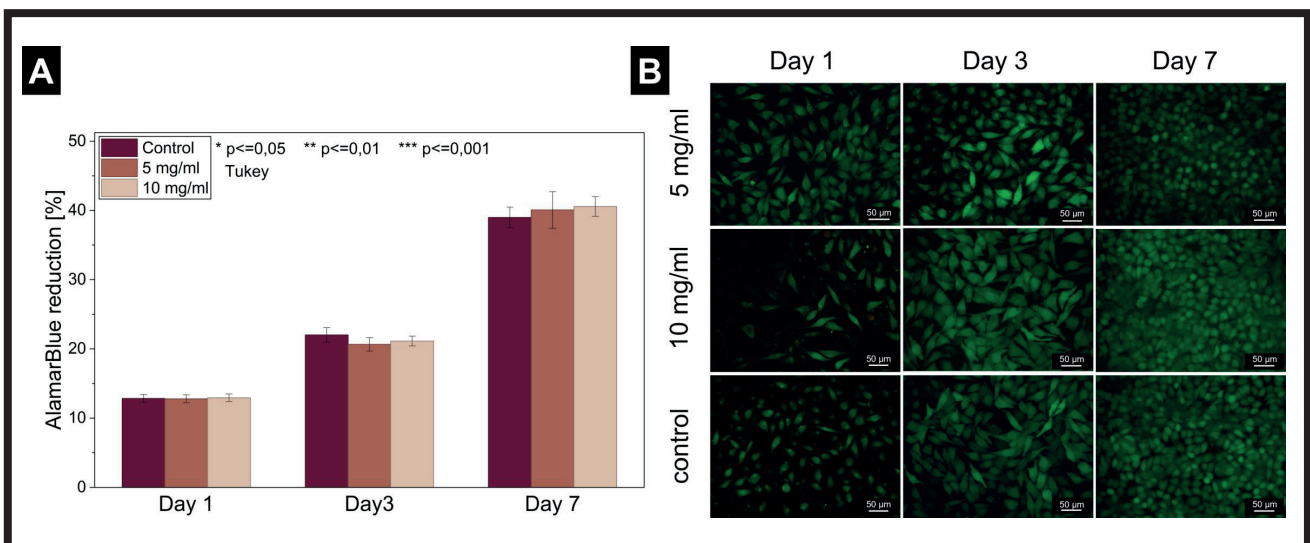 A
50
40
30
20
10
0
AlamarBlue reduction [%]
Control
5 mg/ml
10 mg/ml
* p<=0,05 ** p<=0,01 *** p<=0,001
Tukey
Day 1 Day3 Day 7
B
Day 1 Day 3 Day 7
5 mg/ml
50 µm 50 µm 50 µm
10 mg/ml
50 µm 50 µm 50 µm
control
50 µm 50 µm 50 µm